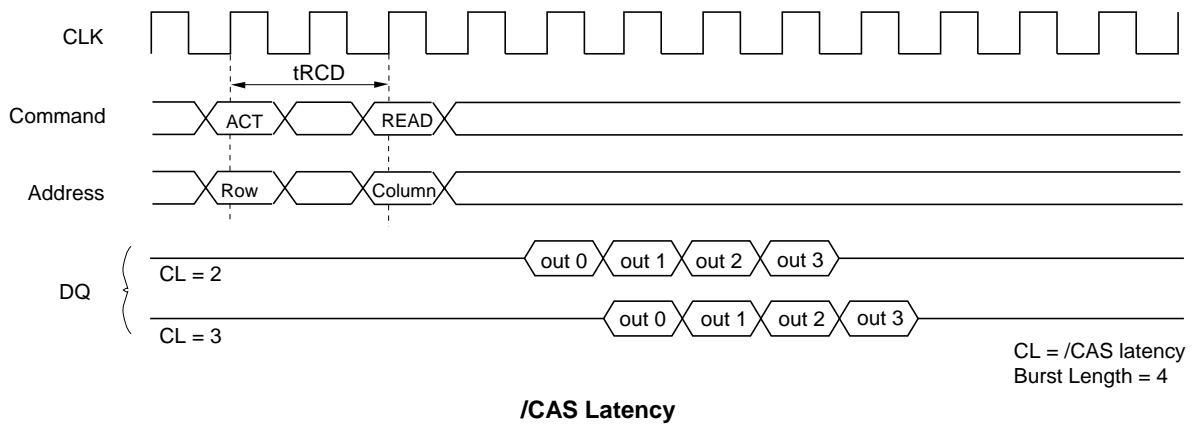 CLK
tRCD
Command
ACT
READ
Address
Row
Column
DQ
CL = 2
out 0
out 1
out 2
out 3
CL = 3
out 0
out 1
out 2
out 3
CL = /CAS latency
Burst Length = 4
/CAS Latency